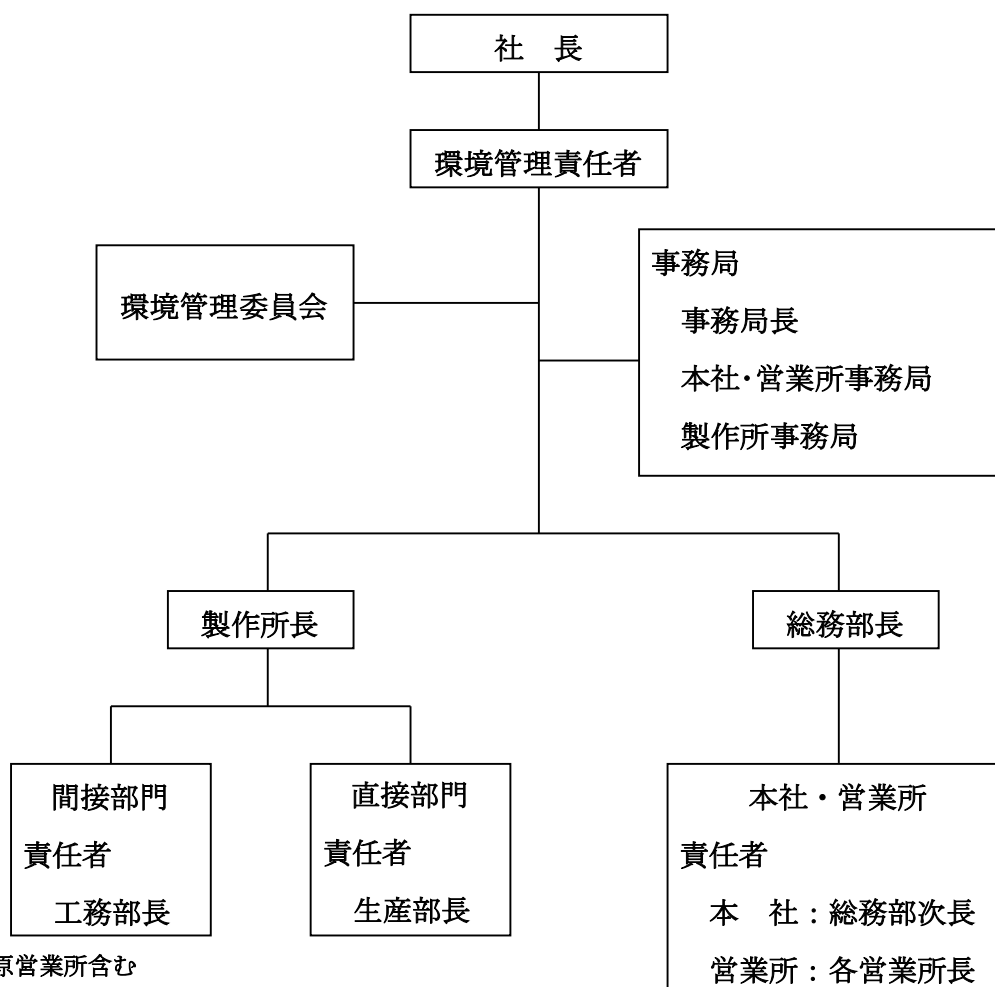 社　長
環境管理責任者
環境管理委員会
事務局
事務局長
本社・営業所事務局
製作所事務局
製作所長
総務部長
間接部門
責任者
工務部長
直接部門
責任者
生産部長
本社・営業所
責任者
本　社：総務部次長
営業所：各営業所長
原営業所含む